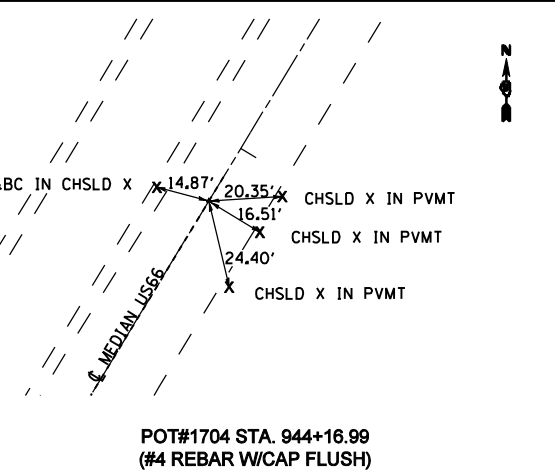 N
BC IN CHSLD X
14.87'
20.35'
CHSLD X IN PVMT
16.51'
CHSLD X IN PVMT
24.40'
CHSLD X IN PVMT
℄ MEDIAN US66
POT#1704 STA. 944+16.99
(#4 REBAR W/CAP FLUSH)